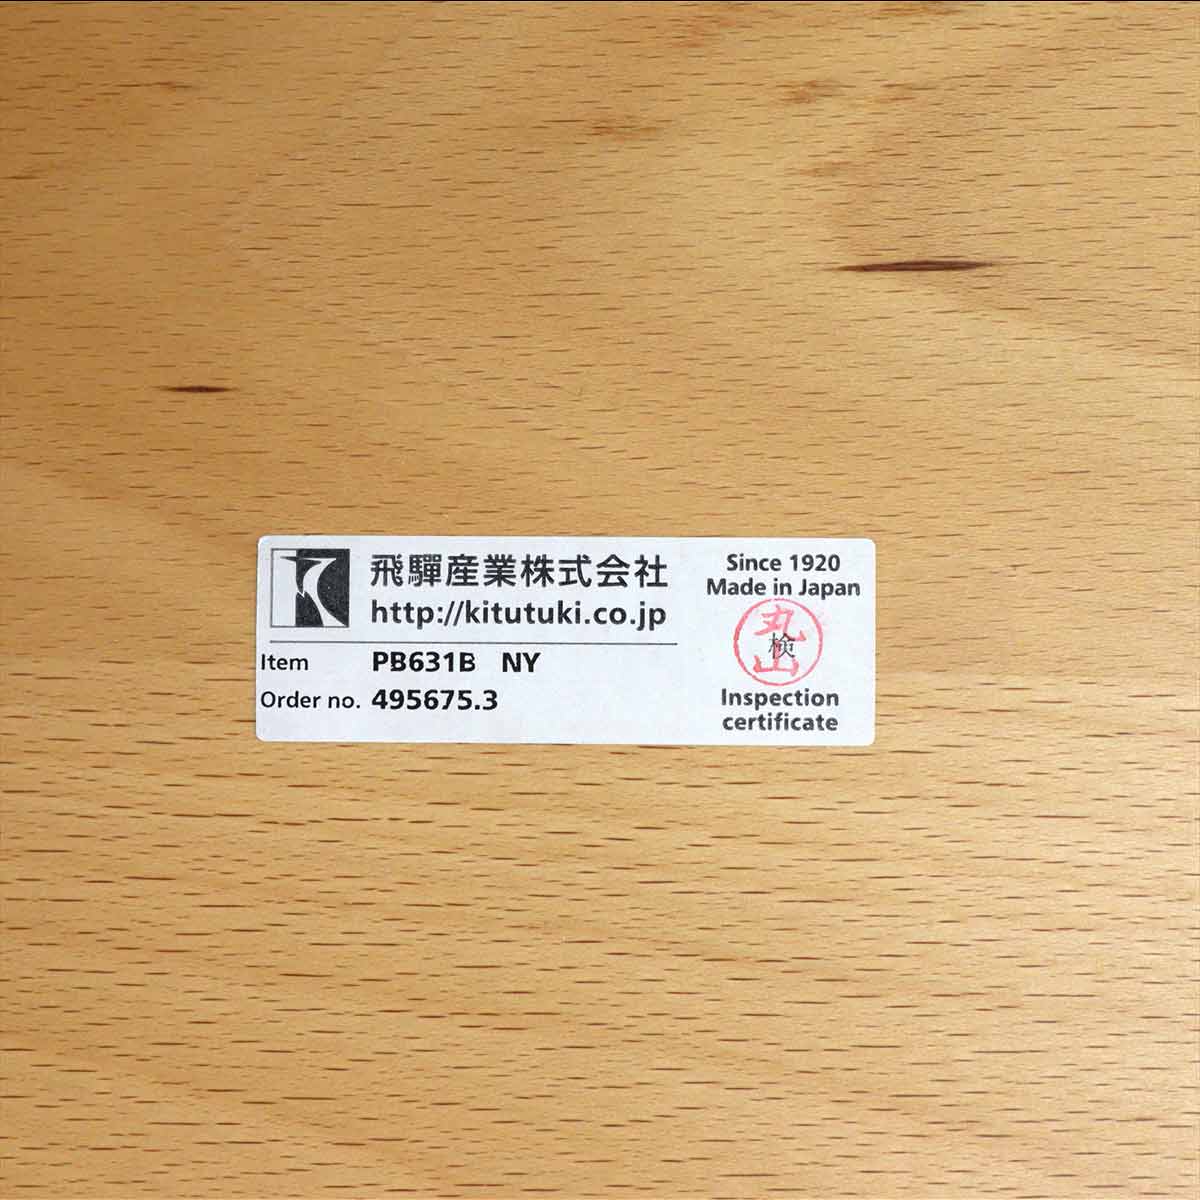 飛驒産業株式会社
http://kitutuki.co.jp
Item PB631B NY
Order no. 495675.3
Since 1920
Made in Japan
丸山
検
Inspection
certificate